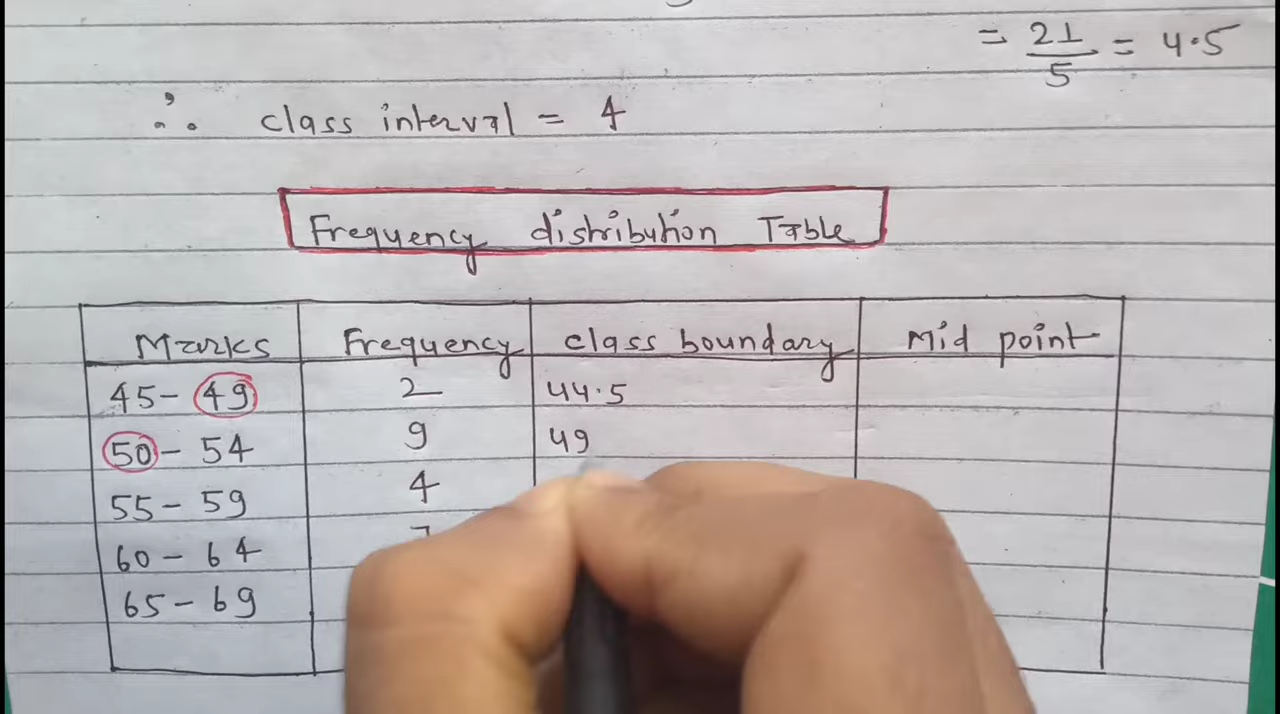 = 21/5 = 4.5
∴ class interval = 4
Frequency distribution Table
Marks Frequency class boundary Mid point
45 - 49 2 44.5
50 - 54 9 49
55 - 59 4
60 - 64
65 - 69